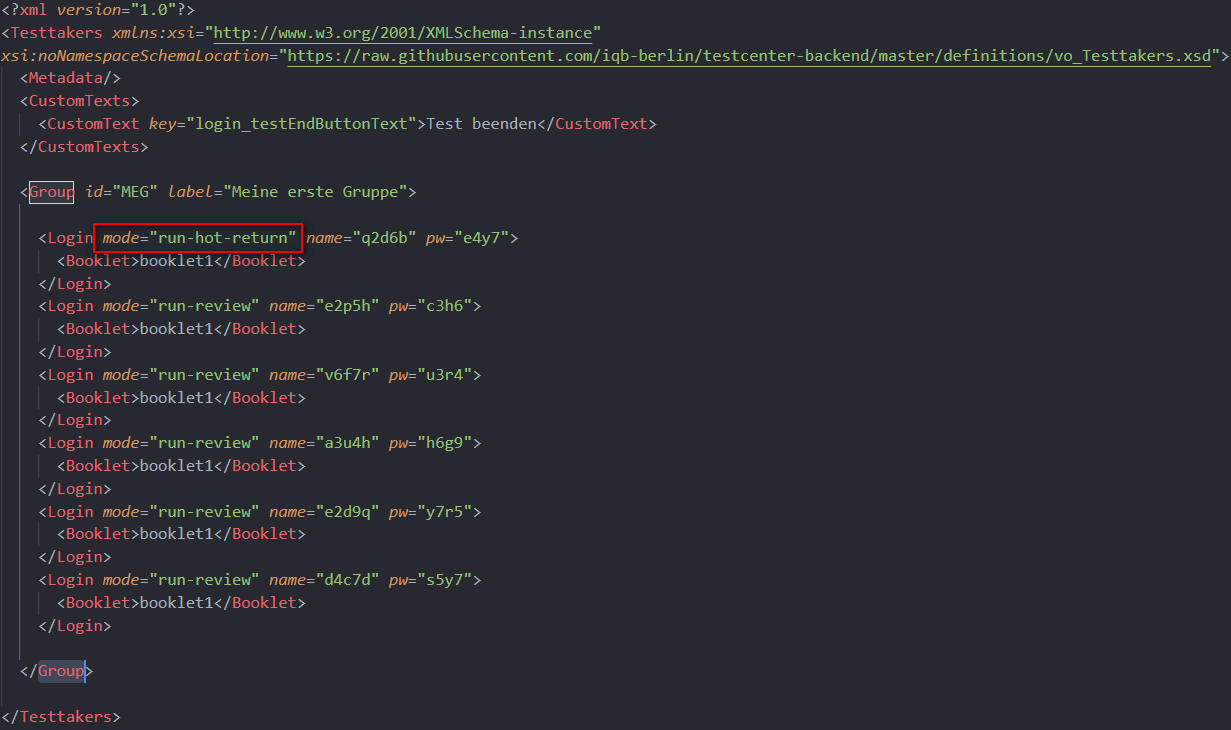 <?xml version="1.0"?>
<Testtakers xmlns:xsi="http://www.w3.org/2001/XMLSchema-instance"
xsi:noNamespaceSchemaLocation="https://raw.githubusercontent.com/iqb-berlin/testcenter-backend/master/definitions/vo_Testtakers.xsd">
<Metadata/>
<CustomTexts>
<CustomText key="login_testEndButtonText">Test beenden</CustomText>
</CustomTexts>
<Group id="MEG" label="Meine erste Gruppe">
<Login mode="run-hot-return" name="q2d6b" pw="e4y7">
<Booklet>booklet1</Booklet>
</Login>
<Login mode="run-review" name="e2p5h" pw="c3h6">
<Booklet>booklet1</Booklet>
</Login>
<Login mode="run-review" name="v6f7r" pw="u3r4">
<Booklet>booklet1</Booklet>
</Login>
<Login mode="run-review" name="a3u4h" pw="h6g9">
<Booklet>booklet1</Booklet>
</Login>
<Login mode="run-review" name="e2d9q" pw="y7r5">
<Booklet>booklet1</Booklet>
</Login>
<Login mode="run-review" name="d4c7d" pw="s5y7">
<Booklet>booklet1</Booklet>
</Login>
</Group>
</Testtakers>